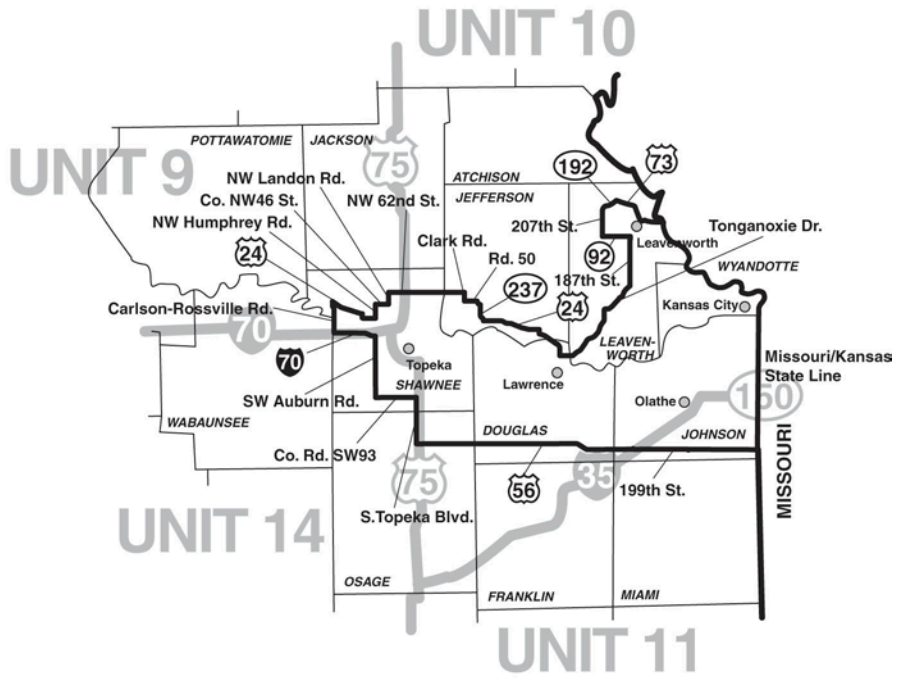 UNIT 10
POTTAWATOMIE
JACKSON
75
192
73
UNIT 9
NW Landon Rd.
ATCHISON
JEFFERSON
Co. NW46 St.
NW 62nd St.
NW Humphrey Rd.
207th St.
Tonganoxie Dr.
24
Clark Rd.
Leavenworth
Rd. 50
92
WYANDOTTE
187th St.
237
Carlson-Rossville Rd.
24
Kansas City
70
70
LEAVEN-
WORTH
Missouri/Kansas
State Line
Topeka
SHAWNEE
Lawrence
SW Auburn Rd.
Olathe
150
WABAUNSEE
DOUGLAS
JOHNSON
Co. Rd. SW93
75
56
35
199th St.
MISSOURI
S.Topeka Blvd.
UNIT 14
OSAGE
FRANKLIN
MIAMI
UNIT 11